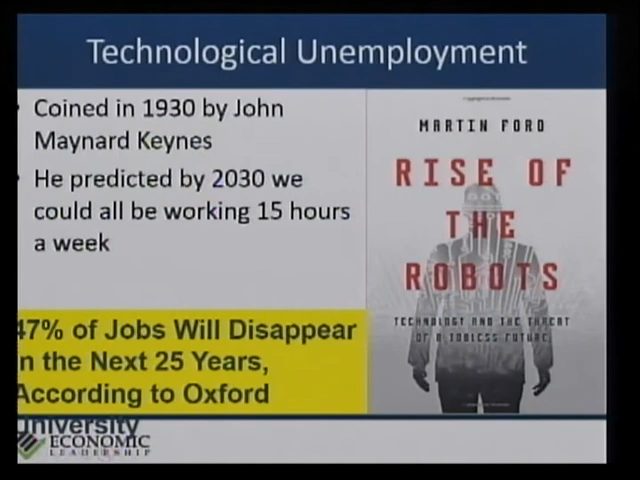 Technological Unemployment
• Coined in 1930 by John
Maynard Keynes
• He predicted by 2030 we
could all be working 15 hours
a week
47% of Jobs Will Disappear
in the Next 25 Years,
According to Oxford
University
ECONOMIC
LEADERSHIP
MARTIN FORD
RISE OF
THE
ROBOTS
TECHNOLOGY AND THE THREAT
OF A JOBLESS FUTURE